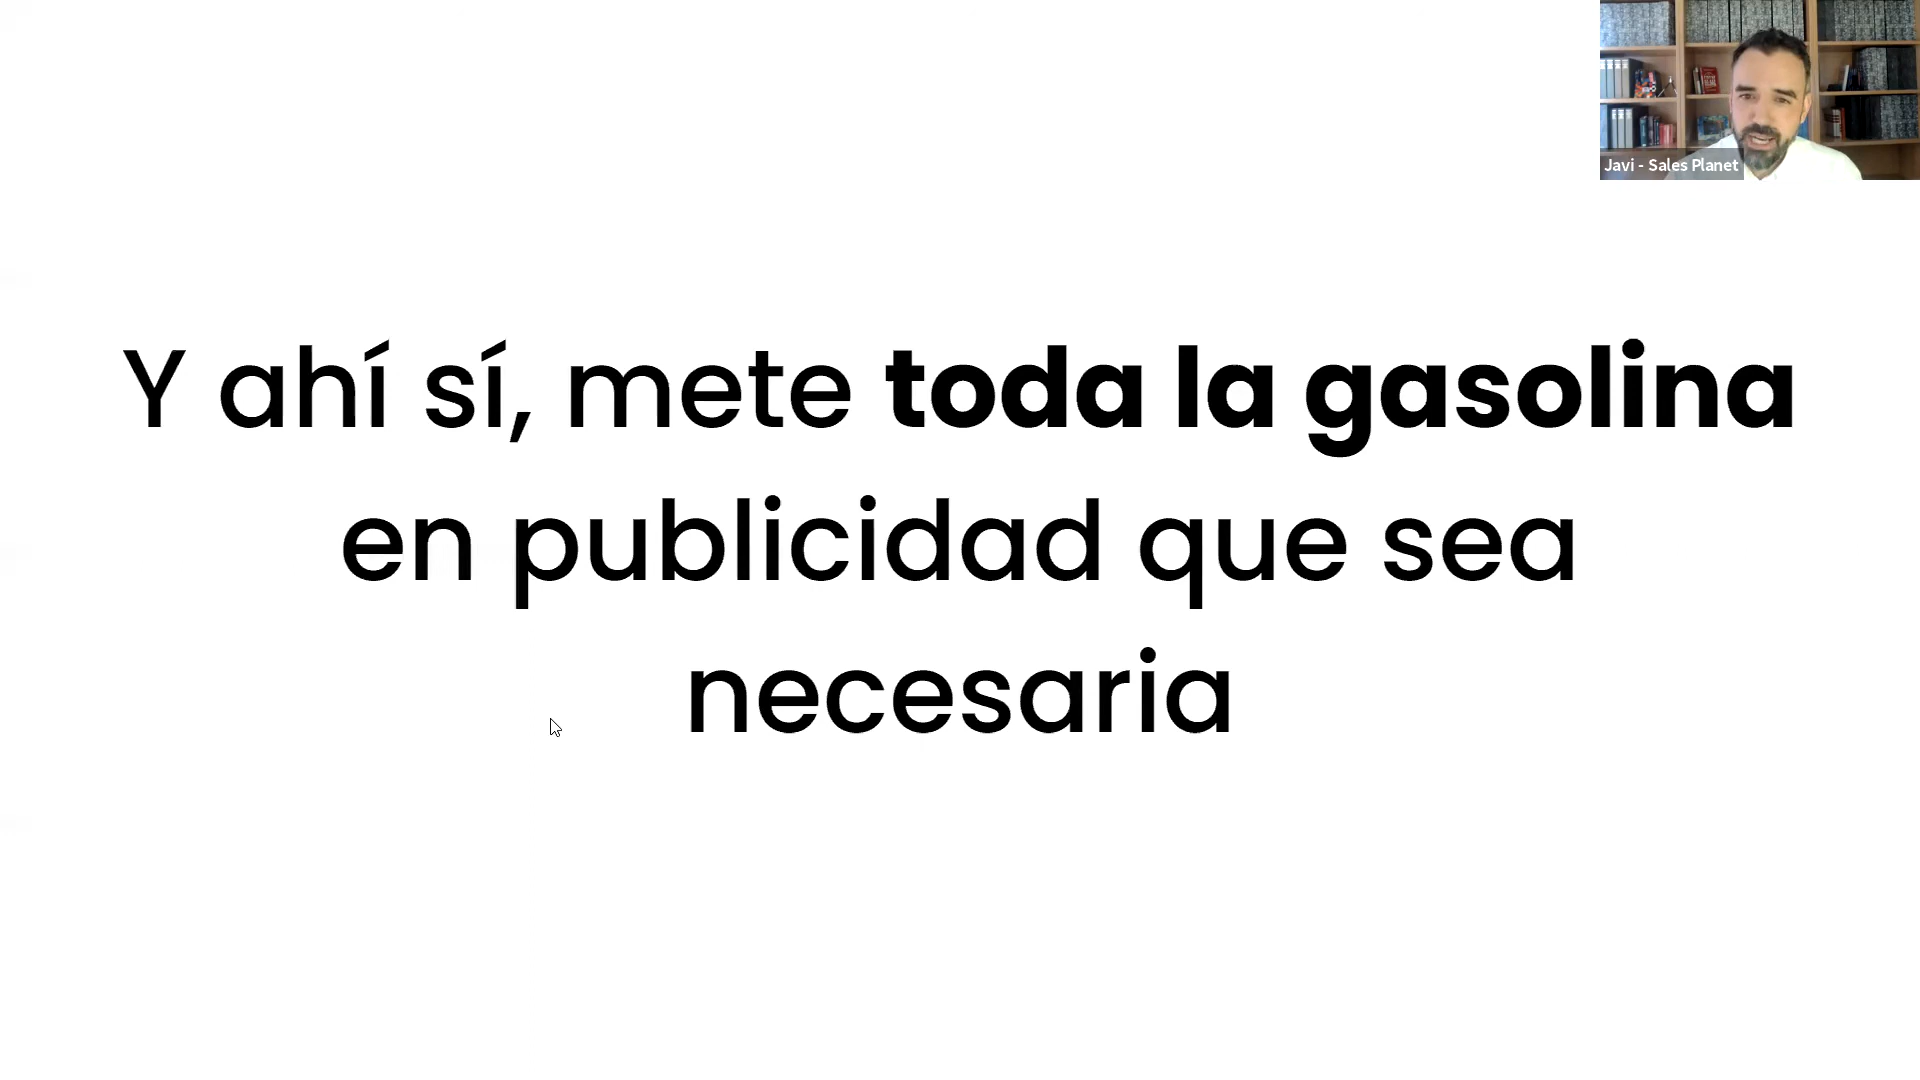 Javi - Sales Planet
Y ahí sí, mete toda la gasolina
en publicidad que sea
necesaria